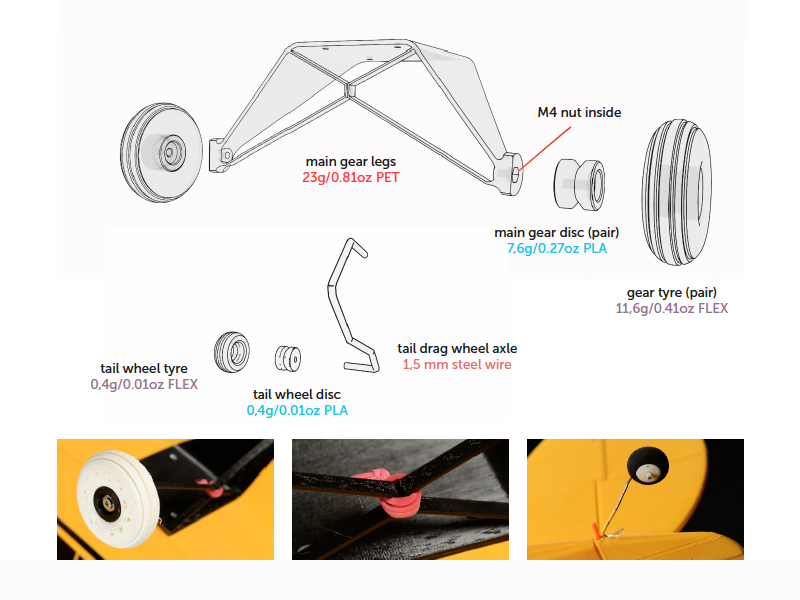 M4 nut inside
main gear legs
23g/0.81oz PET
main gear disc (pair)
7,6g/0.27oz PLA
gear tyre (pair)
11,6g/0.41oz FLEX
tail drag wheel axle
1,5 mm steel wire
tail wheel tyre
0,4g/0.01oz FLEX
tail wheel disc
0,4g/0.01oz PLA